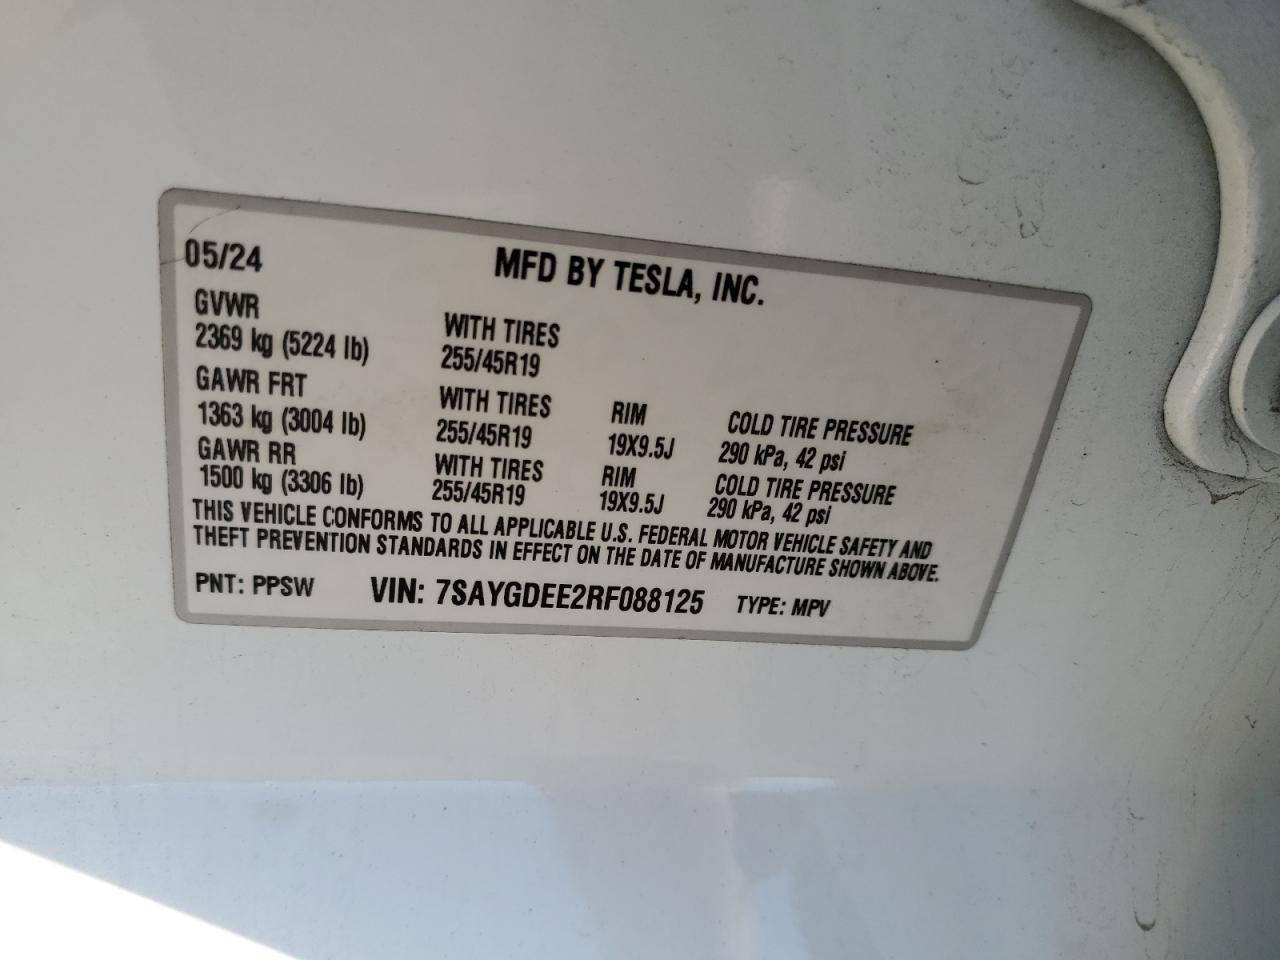 05/24 MFD BY TESLA, INC.
GVWR
2369 kg (5224 lb)
WITH TIRES
255/45R19
GAWR FRT
1363 kg (3004 lb)
WITH TIRES
255/45R19
RIM
19X9.5J
COLD TIRE PRESSURE
290 kPa, 42 psi
GAWR RR
1500 kg (3306 lb)
WITH TIRES
255/45R19
RIM
19X9.5J
COLD TIRE PRESSURE
290 kPa, 42 psi
THIS VEHICLE CONFORMS TO ALL APPLICABLE U.S. FEDERAL MOTOR VEHICLE SAFETY AND
THEFT PREVENTION STANDARDS IN EFFECT ON THE DATE OF MANUFACTURE SHOWN ABOVE.
PNT: PPSW VIN: 7SAYGDEE2RF088125 TYPE: MPV